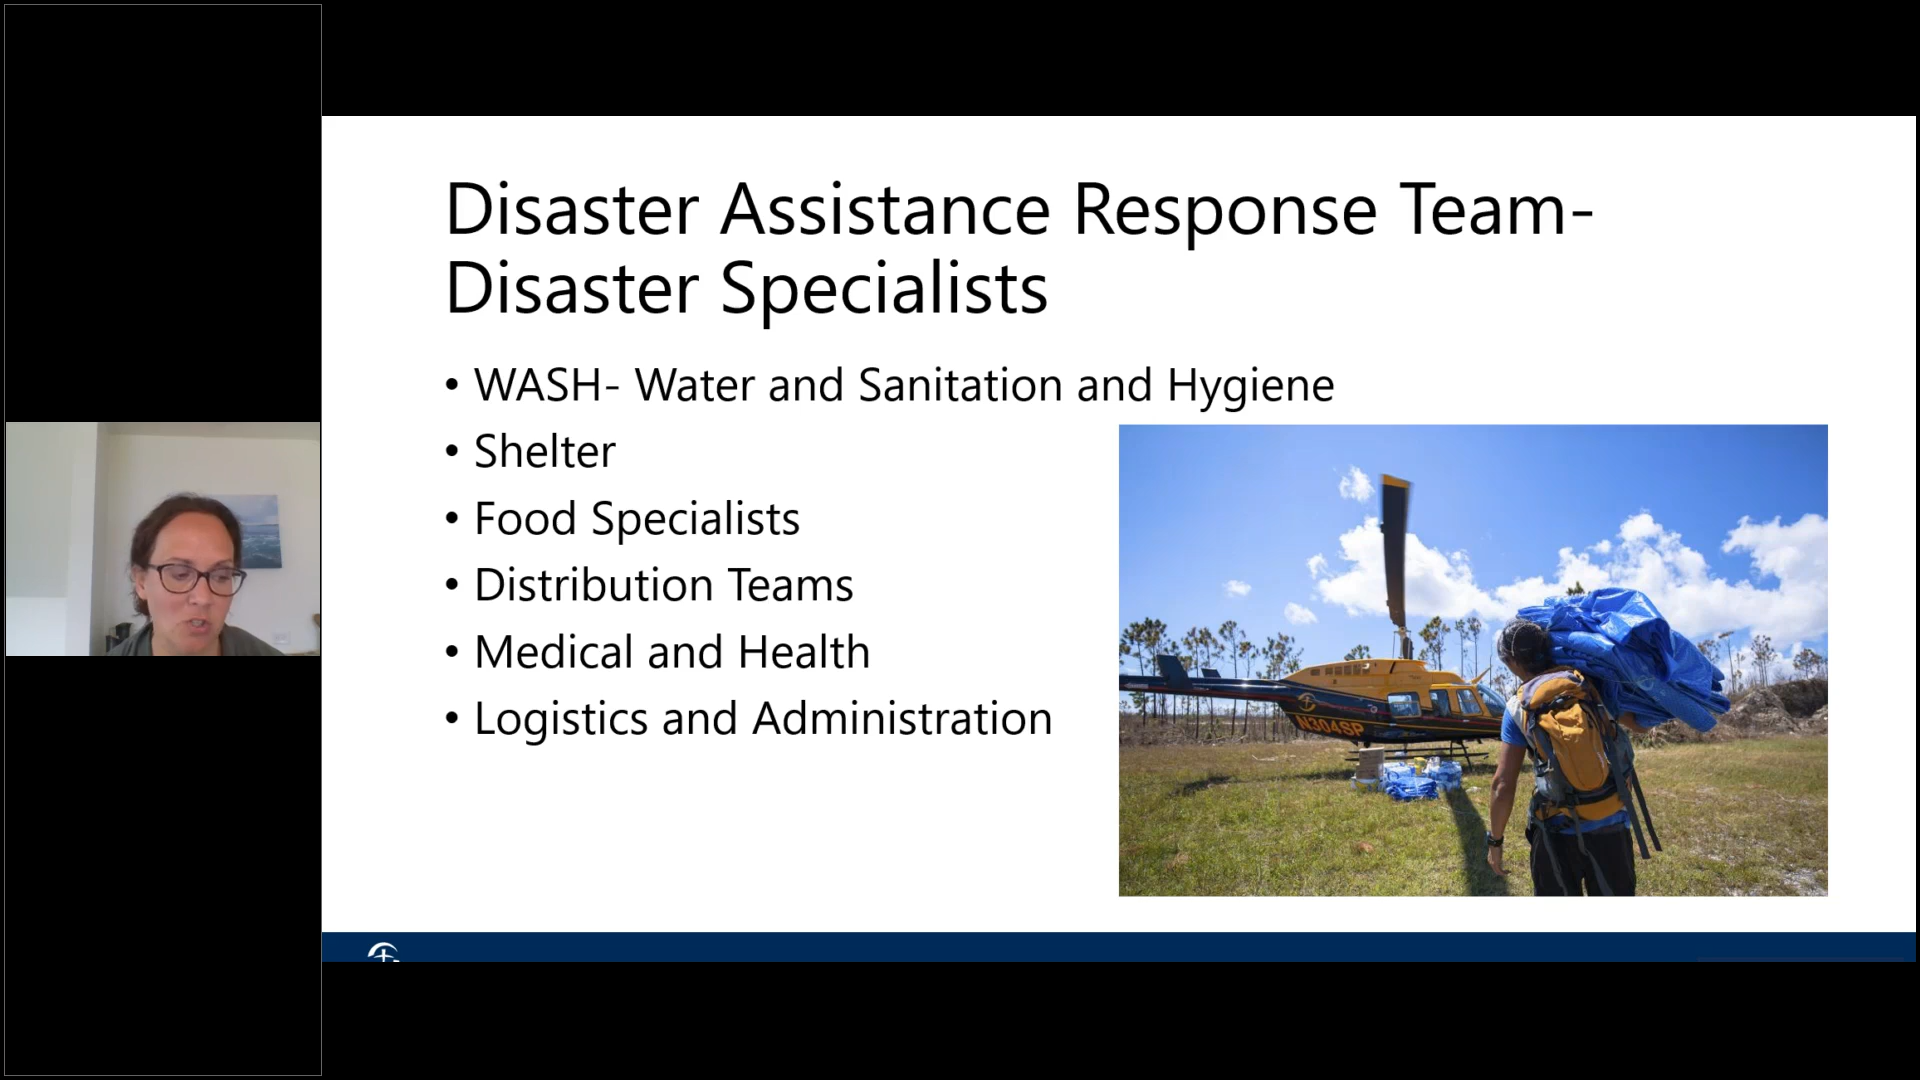 Disaster Assistance Response Team-
Disaster Specialists
• WASH- Water and Sanitation and Hygiene
• Shelter
• Food Specialists
• Distribution Teams
• Medical and Health
• Logistics and Administration
N304SP